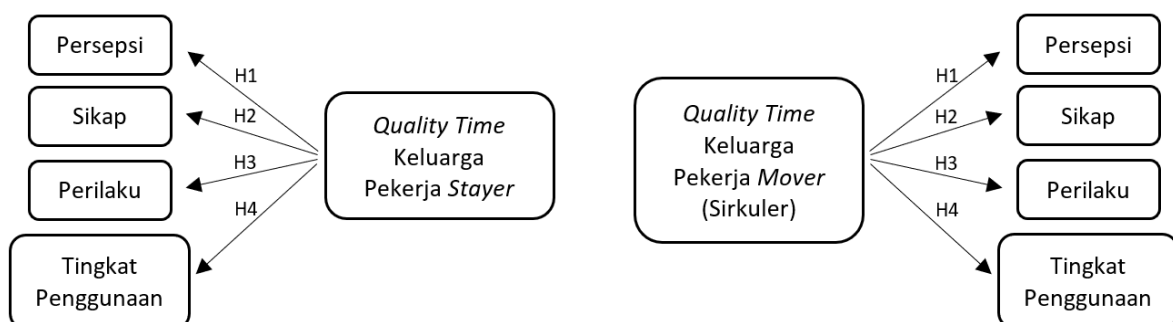 Persepsi
Sikap
Perilaku
Tingkat
Penggunaan
H1
H2
H3
H4
Quality Time
Keluarga
Pekerja Stayer
Quality Time
Keluarga
Pekerja Mover
(Sirkuler)
H1
H2
H3
H4
Persepsi
Sikap
Perilaku
Tingkat
Penggunaan